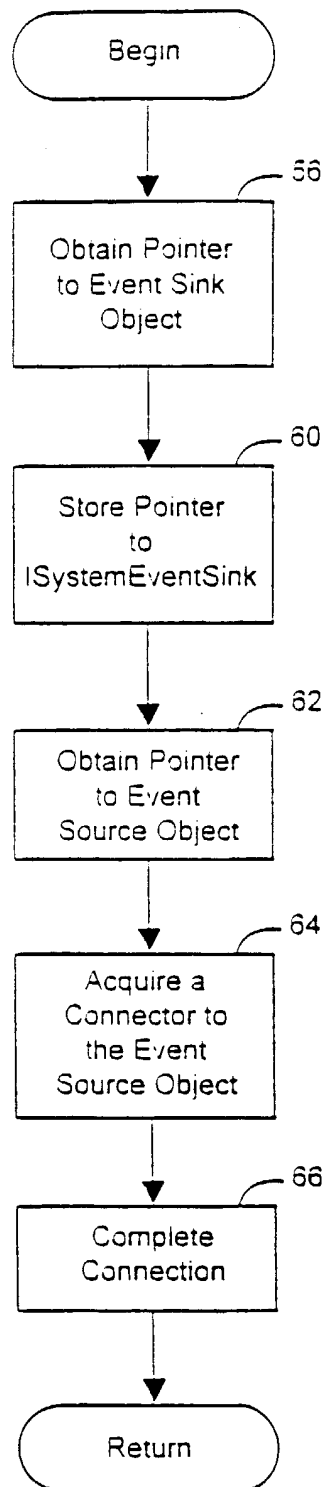 Begin
56
Obtain Pointer
to Event Sink
Object
60
Store Pointer
to
ISystemEventSink
62
Obtain Pointer
to Event
Source Object
64
Acquire a
Connector to
the Event
Source Object
66
Complete
Connection
Return